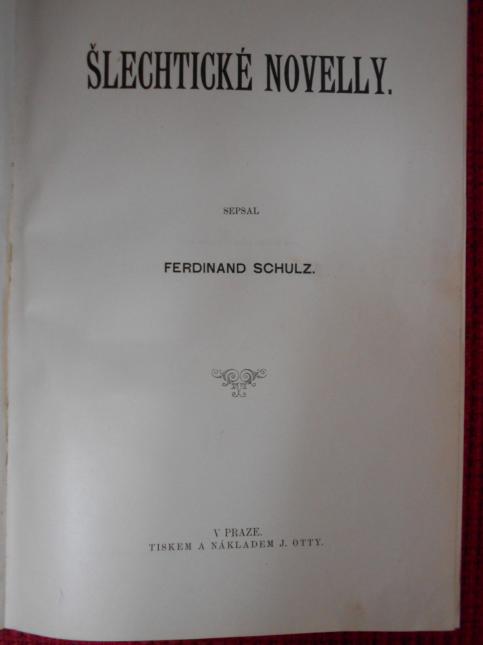 ŠLECHTICKÉ NOVELLY.
SEPSAL
FERDINAND SCHULZ.
V PRAZE.
TISKEM A NÁKLADEM J. OTTY.